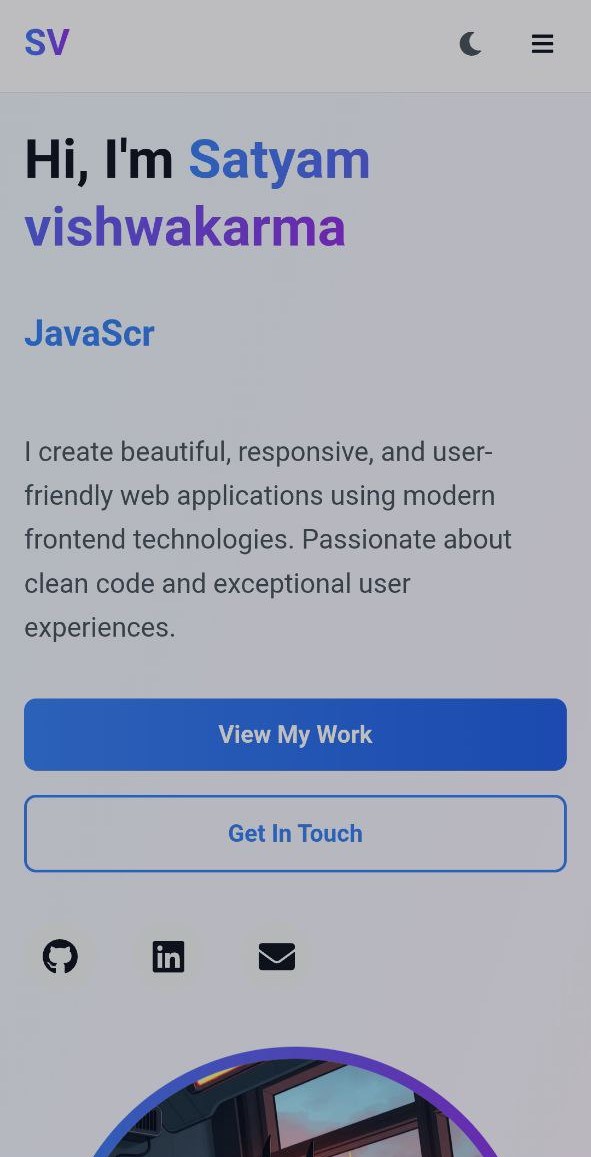 SV
Hi, I'm Satyam
vishwakarma
JavaScr
I create beautiful, responsive, and user-
friendly web applications using modern
frontend technologies. Passionate about
clean code and exceptional user
experiences.
View My Work
Get In Touch
in